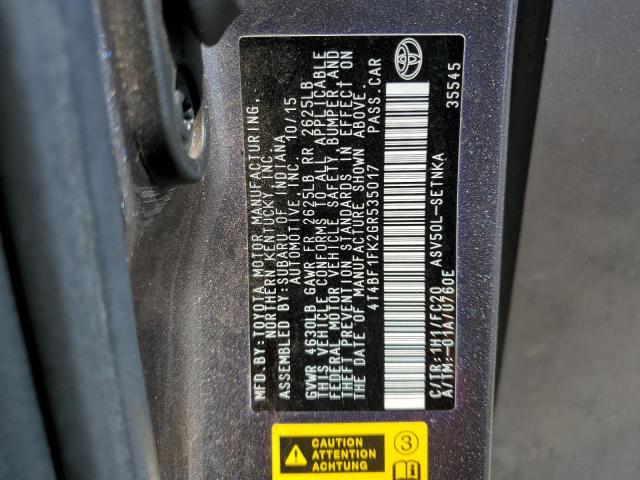 MFD.BY:TOYOTA MOTOR MANUFACTURING,
NORTHERN KENTUCKY, INC.
ASSEMBLED BY:SUBARU OF INDIANA
AUTOMOTIVE, INC. 10/15
GVWR 4630LB GAWR FR 2625LB RR 2625LB
THIS VEHICLE CONFORMS TO ALL APPLICABLE
FEDERAL MOTOR VEHICLE SAFETY, BUMPER AND
THEFT PREVENTION STANDARDS IN EFFECT ON
THE DATE OF MANUFACTURE SHOWN ABOVE.
4T4BF1FK2GR535017 PASS.CAR
C/TR:1H1/FC20 ASV50L-SETNKA
A/TM:-01A/U760E 35545
CAUTION
ATTENTION
ACHTUNG
3